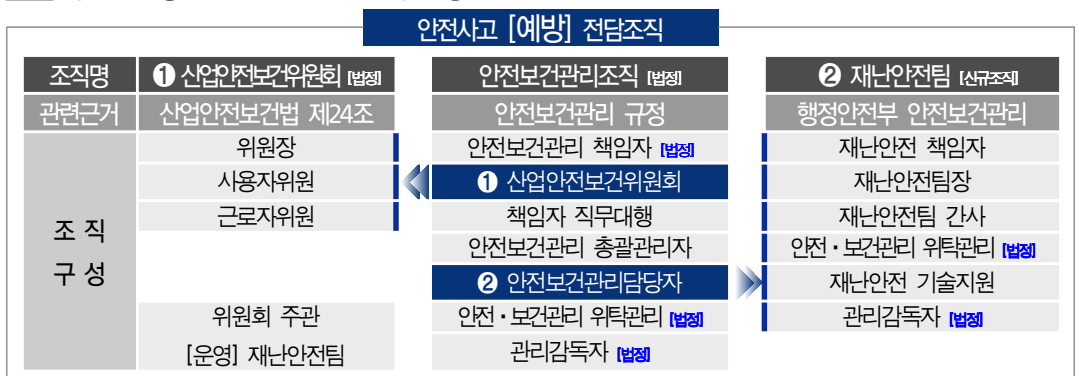 안전사고 [예방] 전담조직
조직명 ❶ 산업안전보건위원회 [법정] 안전보건관리조직 [법정] ❷ 재난안전팀 [신규조직]
관련근거 산업안전보건법 제24조 안전보건관리 규정 행정안전부 안전보건관리
위원장 안전보건관리 책임자 [법정] 재난안전 책임자
사용자위원 ❶ 산업안전보건위원회 재난안전팀장
근로자위원 책임자 직무대행 재난안전팀 간사
조 직
안전보건관리 총괄관리자 안전・보건관리 위탁관리 [법정]
구 성
❷ 안전보건관리담당자 재난안전 기술지원
위원회 주관 안전・보건관리 위탁관리 [법정] 관리감독자 [법정]
[운영] 재난안전팀 관리감독자 [법정]